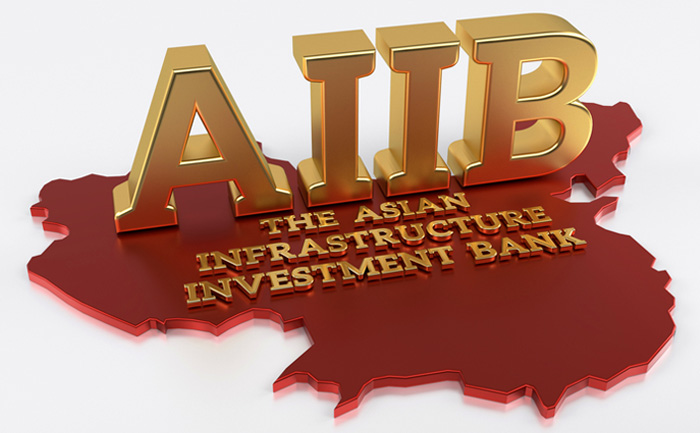 AIIB
THE ASIAN
INFRASTRUCTURE
INVESTMENT BANK